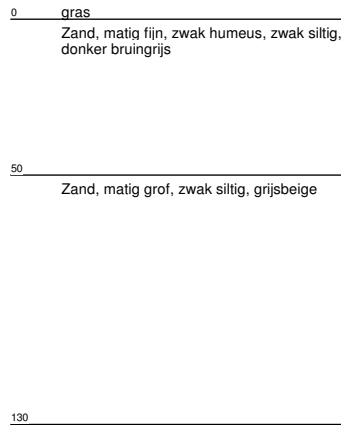 0 gras
Zand, matig fijn, zwak humeus, zwak siltig,
donker bruingrijs
50
Zand, matig grof, zwak siltig, grijsbeige
130